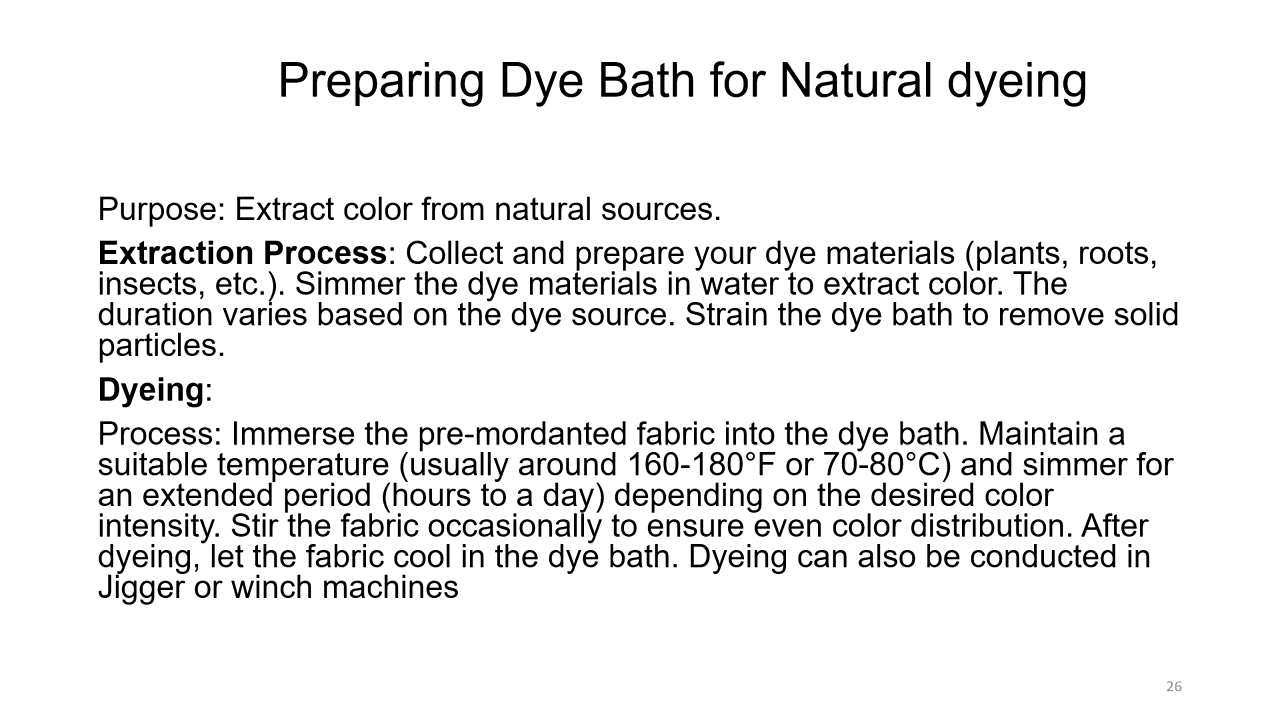 Preparing Dye Bath for Natural dyeing
Purpose: Extract color from natural sources.
Extraction Process: Collect and prepare your dye materials (plants, roots,
insects, etc.). Simmer the dye materials in water to extract color. The
duration varies based on the dye source. Strain the dye bath to remove solid
particles.
Dyeing:
Process: Immerse the pre-mordanted fabric into the dye bath. Maintain a
suitable temperature (usually around 160-180°F or 70-80°C) and simmer for
an extended period (hours to a day) depending on the desired color
intensity. Stir the fabric occasionally to ensure even color distribution. After
dyeing, let the fabric cool in the dye bath. Dyeing can also be conducted in
Jigger or winch machines
26